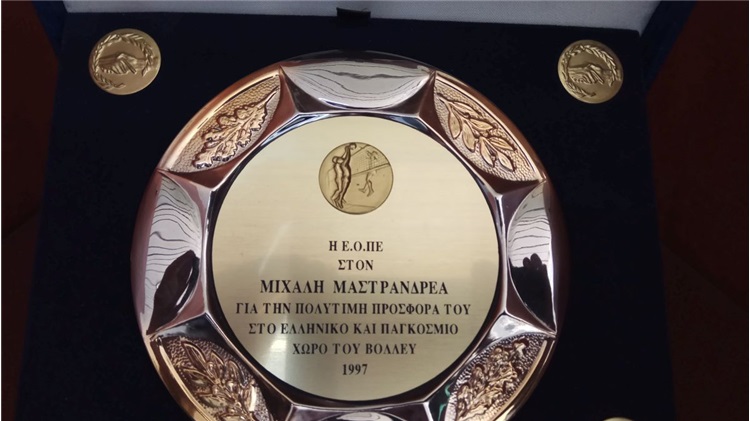 Η Ε.Ο.ΠΕ
ΣΤΟΝ
ΜΙΧΑΛΗ ΜΑΣΤΡΑΝΔΡΕΑ
ΓΙΑ ΤΗΝ ΠΟΛΥΤΙΜΗ ΠΡΟΣΦΟΡΑ ΤΟΥ
ΣΤΟ ΕΛΛΗΝΙΚΟ ΚΑΙ ΠΑΓΚΟΣΜΙΟ
ΧΩΡΟ ΤΟΥ ΒΟΛΛΕΥ
1997